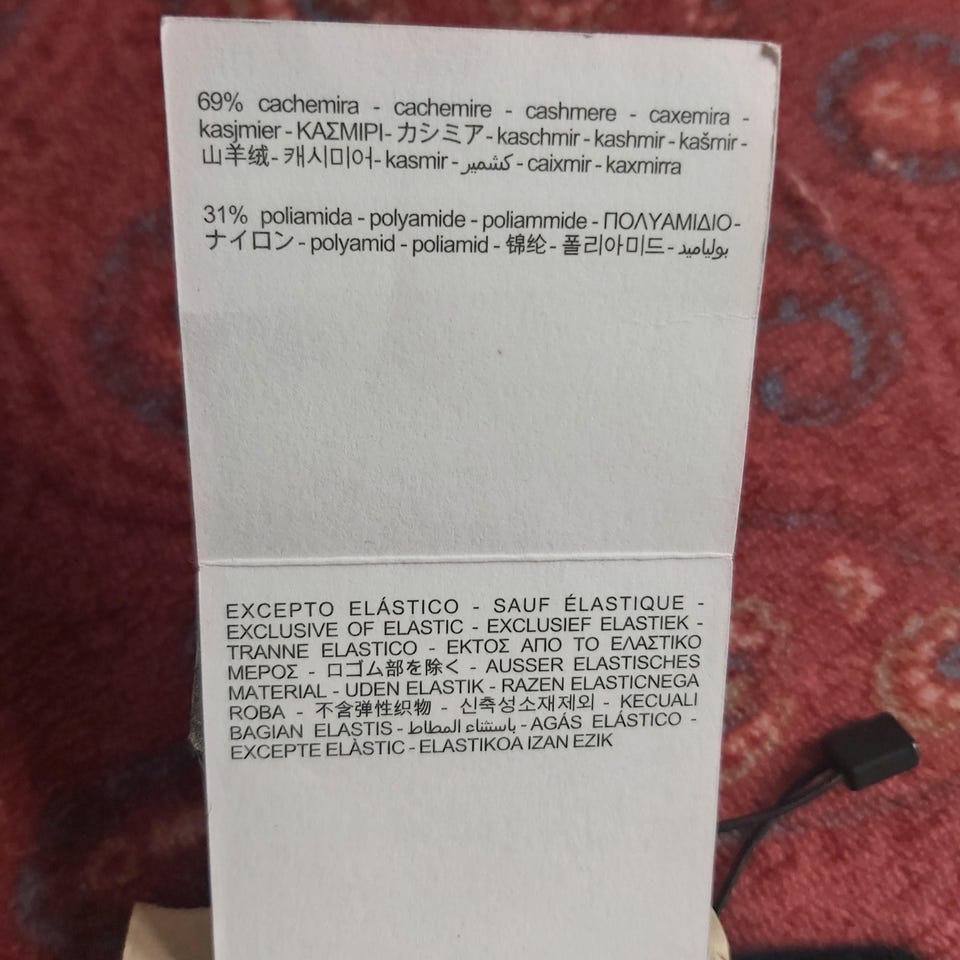 69% cachemira - cachemire - cashmere - caxemira -
kasjmier - ΚΑΣΜΙΡΙ - カシミア - kaschmir - kashmir - kašmir -
山羊绒 - 캐시미어 - kasmir - كشمير - caixmir - kaxmirra
31% poliamida - polyamide - poliammide - ΠΟΛΥΑΜΙΔΙΟ -
ナイロン - polyamid - poliamid - 锦纶 - 폴리아미드 - بولياميد
EXCEPTO ELÁSTICO - SAUF ÉLASTIQUE -
EXCLUSIVE OF ELASTIC - EXCLUSIEF ELASTIEK -
TRANNE ELASTICO - ΕΚΤΟΣ ΑΠΟ ΤΟ ΕΛΑΣΤΙΚΟ
ΜΕΡΟΣ - ロゴム部を除く - AUSSER ELASTISCHES
MATERIAL - UDEN ELASTIK - RAZEN ELASTICNEGA
ROBA - 不含弹性织物 - 신축성소재제외 - KECUALI
BAGIAN ELASTIS - باستثناء المطاط - AGÁS ELÁSTICO -
EXCEPTE ELÀSTIC - ELASTIKOA IZAN EZIK